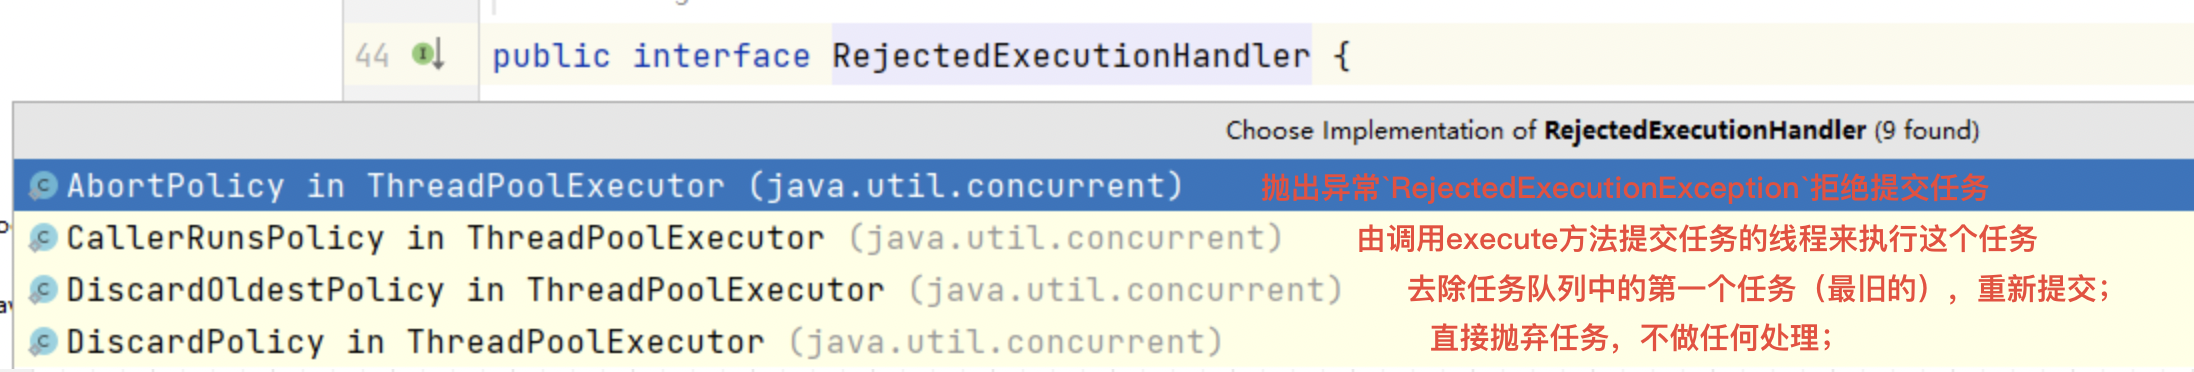 44 public interface RejectedExecutionHandler {
Choose Implementation of RejectedExecutionHandler (9 found)
AbortPolicy in ThreadPoolExecutor (java.util.concurrent) 抛出异常`RejectedExecutionException`拒绝提交任务
CallerRunsPolicy in ThreadPoolExecutor (java.util.concurrent) 由调用execute方法提交任务的线程来执行这个任务
DiscardOldestPolicy in ThreadPoolExecutor (java.util.concurrent) 去除任务队列中的第一个任务（最旧的），重新提交；
DiscardPolicy in ThreadPoolExecutor (java.util.concurrent) 直接抛弃任务，不做任何处理；